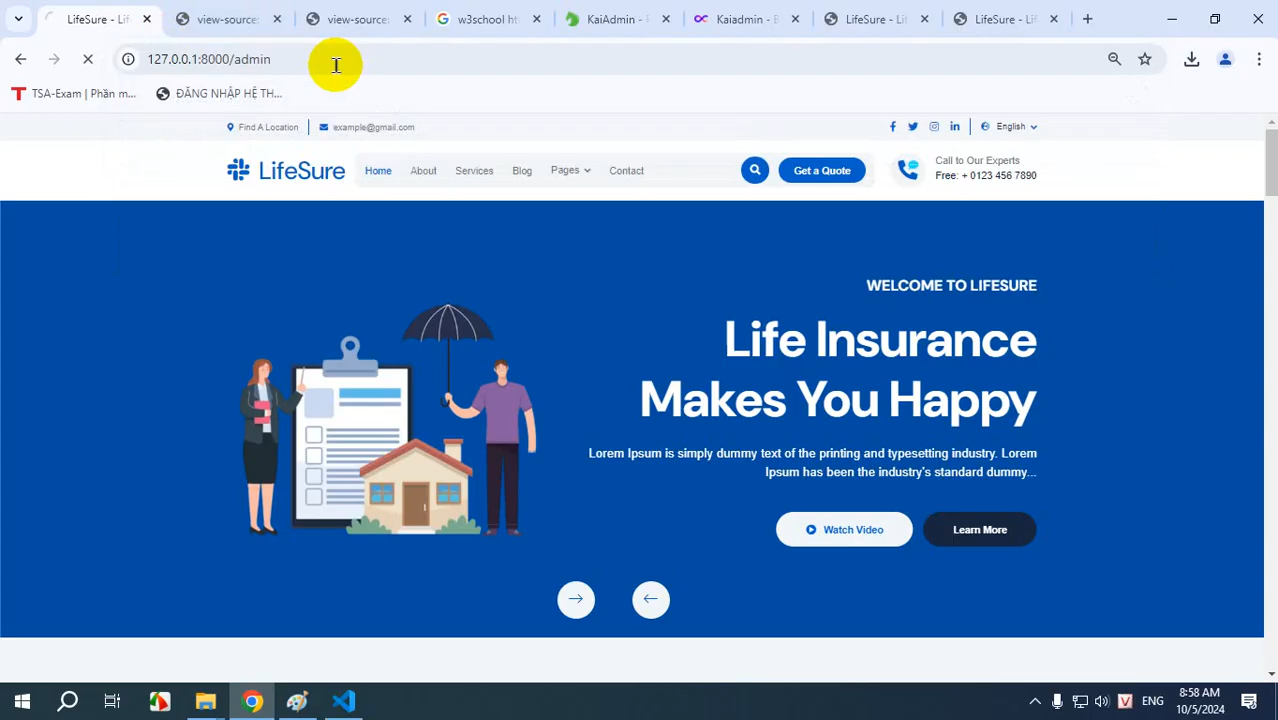 LifeSure - Li
view-source:
view-source:
w3school ht
KaiAdmin -
Kaiadmin - B
LifeSure - Lif
LifeSure - Lif
127.0.0.1:8000/admin
TSA-Exam | Phần m...
ĐĂNG NHẬP HỆ TH...
Find A Location
example@gmail.com
English
LifeSure
Home
About
Services
Blog
Pages
Contact
Get a Quote
Call to Our Experts
Free: + 0123 456 7890
WELCOME TO LIFESURE
Life Insurance
Makes You Happy
Lorem Ipsum is simply dummy text of the printing and typesetting industry. Lorem
Ipsum has been the industry's standard dummy...
Watch Video
Learn More
V
ENG
8:58 AM
10/5/2024